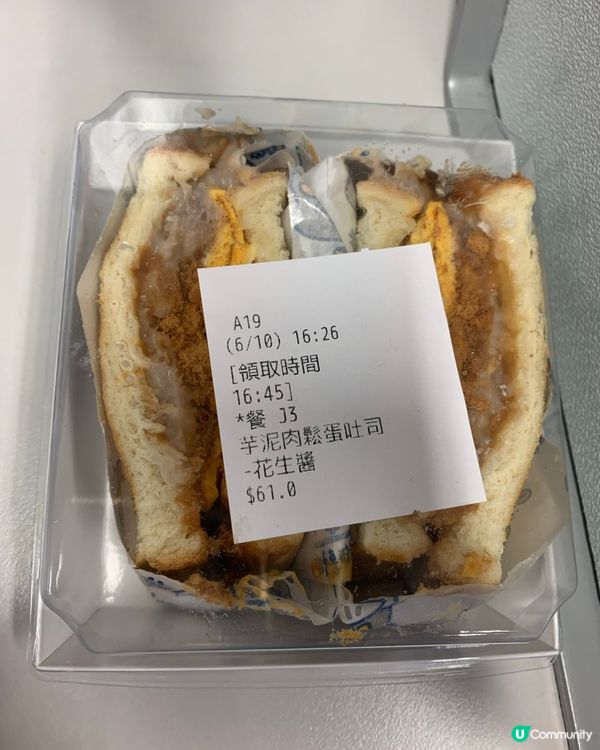 A19
(6/10) 16:26
[領取時間
16:45]
*餐 J3
芋泥肉鬆蛋吐司
-花生醬
$61.0
U Community